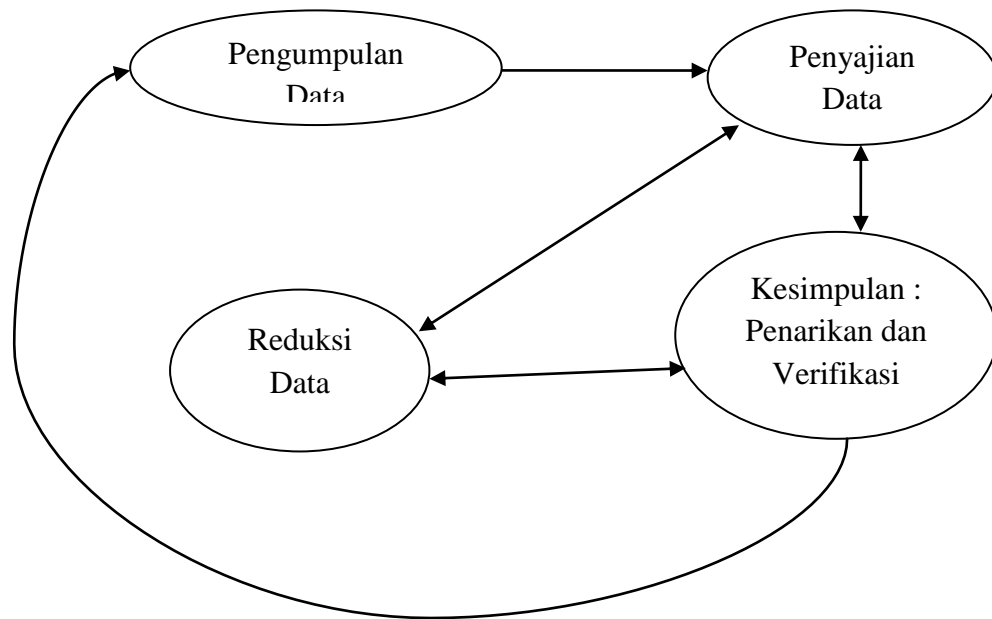 Pengumpulan
Data
Penyajian
Data
Reduksi
Data
Kesimpulan :
Penarikan dan
Verifikasi